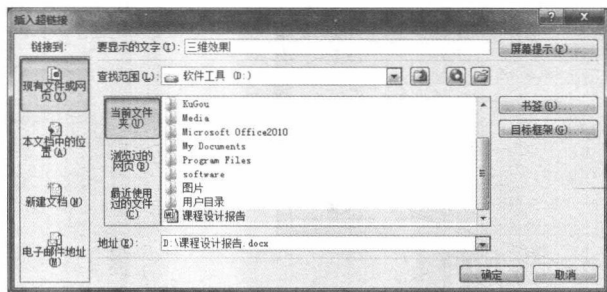 插入超链接
链接到:
要显示的文字(T): 三维效果
屏幕提示(P)...
现有文件或网页(X)
查找范围(L): 软件工具 (D:)
当前文件夹(U)
KuGou
Media
Microsoft Office2010
My Documents
Program Files
software
图片
用户目录
课程设计报告
书签(O)...
目标框架(G)...
本文档中的位置(A)
浏览过的网页(B)
新建文档(N)
最近使用过的文件(C)
电子邮件地址(M)
地址(E): D:\课程设计报告.docx
确定
取消